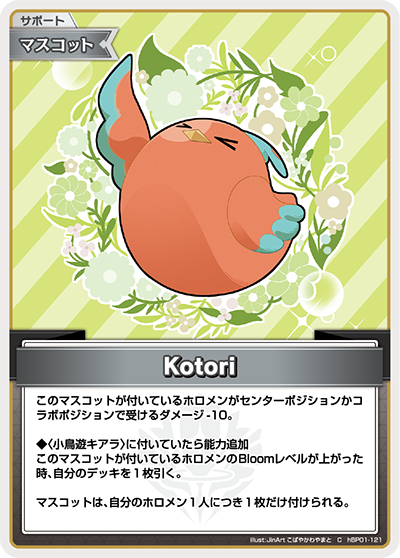 サポート
マスコット
Kotori
このマスコットが付いているホロメンがセンターポジションかコ
ラボポジションで受けるダメージ-10。
◆〈小鳥遊キアラ〉に付いていたら能力追加
このマスコットが付いているホロメンのBloomレベルが上がった
時、自分のデッキを1枚引く。
マスコットは、自分のホロメン1人につき1枚だけ付けられる。
illust:JinArt こばやかわやまと C hSP01-121